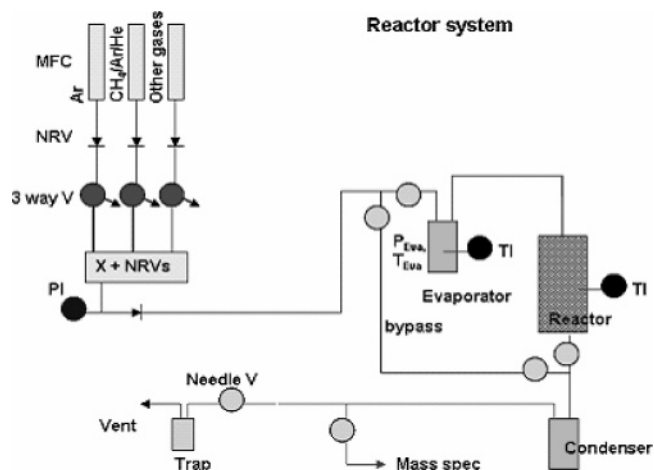 Reactor system
MFC
Ar
CH4/Ar/He
Other gases
NRV
3 way V
X + NRVs
PI
PEva,
TEva
TI
Evaporator
TI
Reactor
bypass
Needle V
Vent
Trap
Mass spec
Condenser